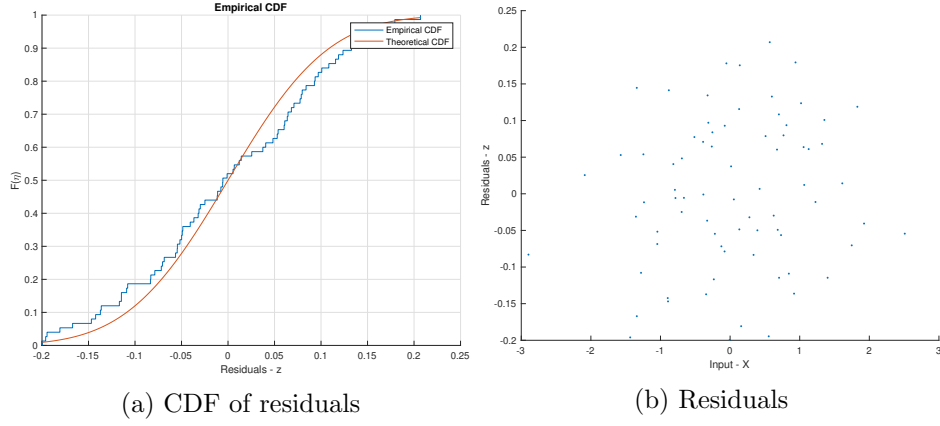 Empirical CDF
Empirical CDF
Theoretical CDF
1
0.9
0.8
0.7
0.6
0.5
0.4
0.3
0.2
0.1
0
F(η)
-0.2 -0.15 -0.1 -0.05 0 0.05 0.1 0.15 0.2 0.25
Residuals - z
(a) CDF of residuals
0.25
0.2
0.15
0.1
0.05
0
-0.05
-0.1
-0.15
-0.2
Residuals - z
-3 -2 -1 0 1 2 3
Input - X
(b) Residuals